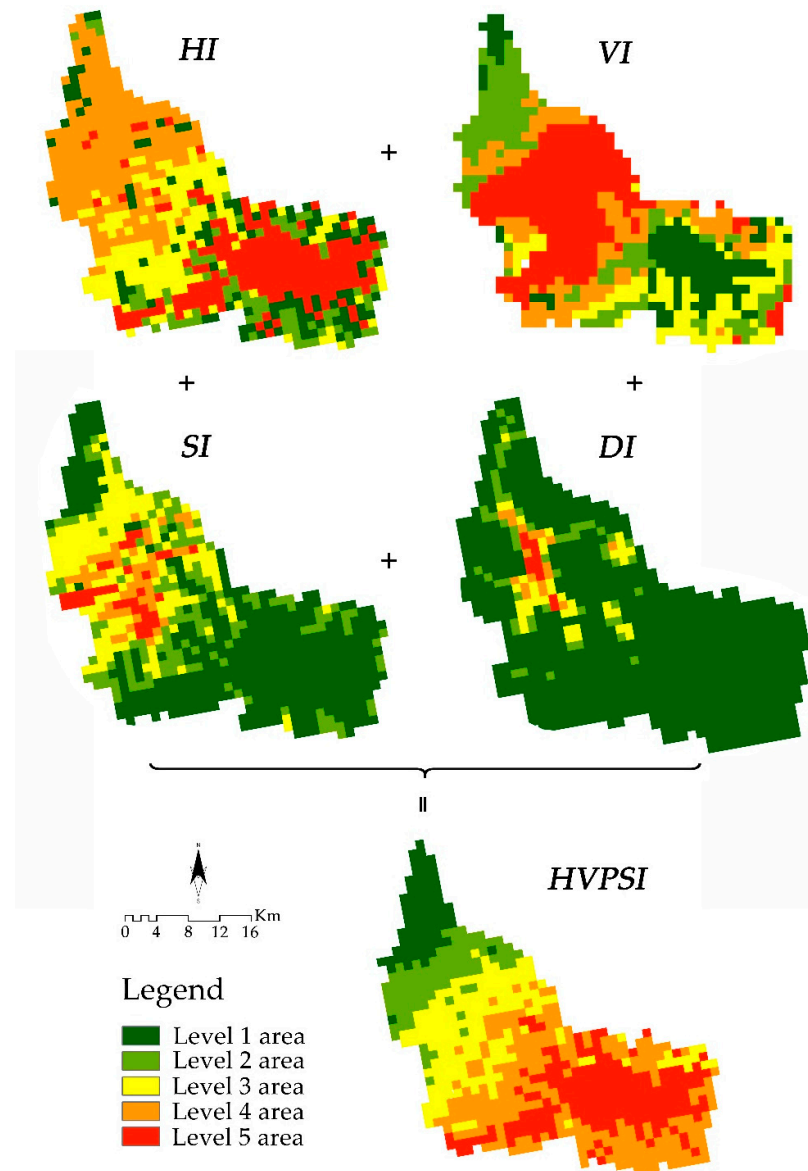 HI
VI
+
+
+
SI
DI
+
=
HVPSI
N
S
Km
0 4 8 12 16
Legend
Level 1 area
Level 2 area
Level 3 area
Level 4 area
Level 5 area